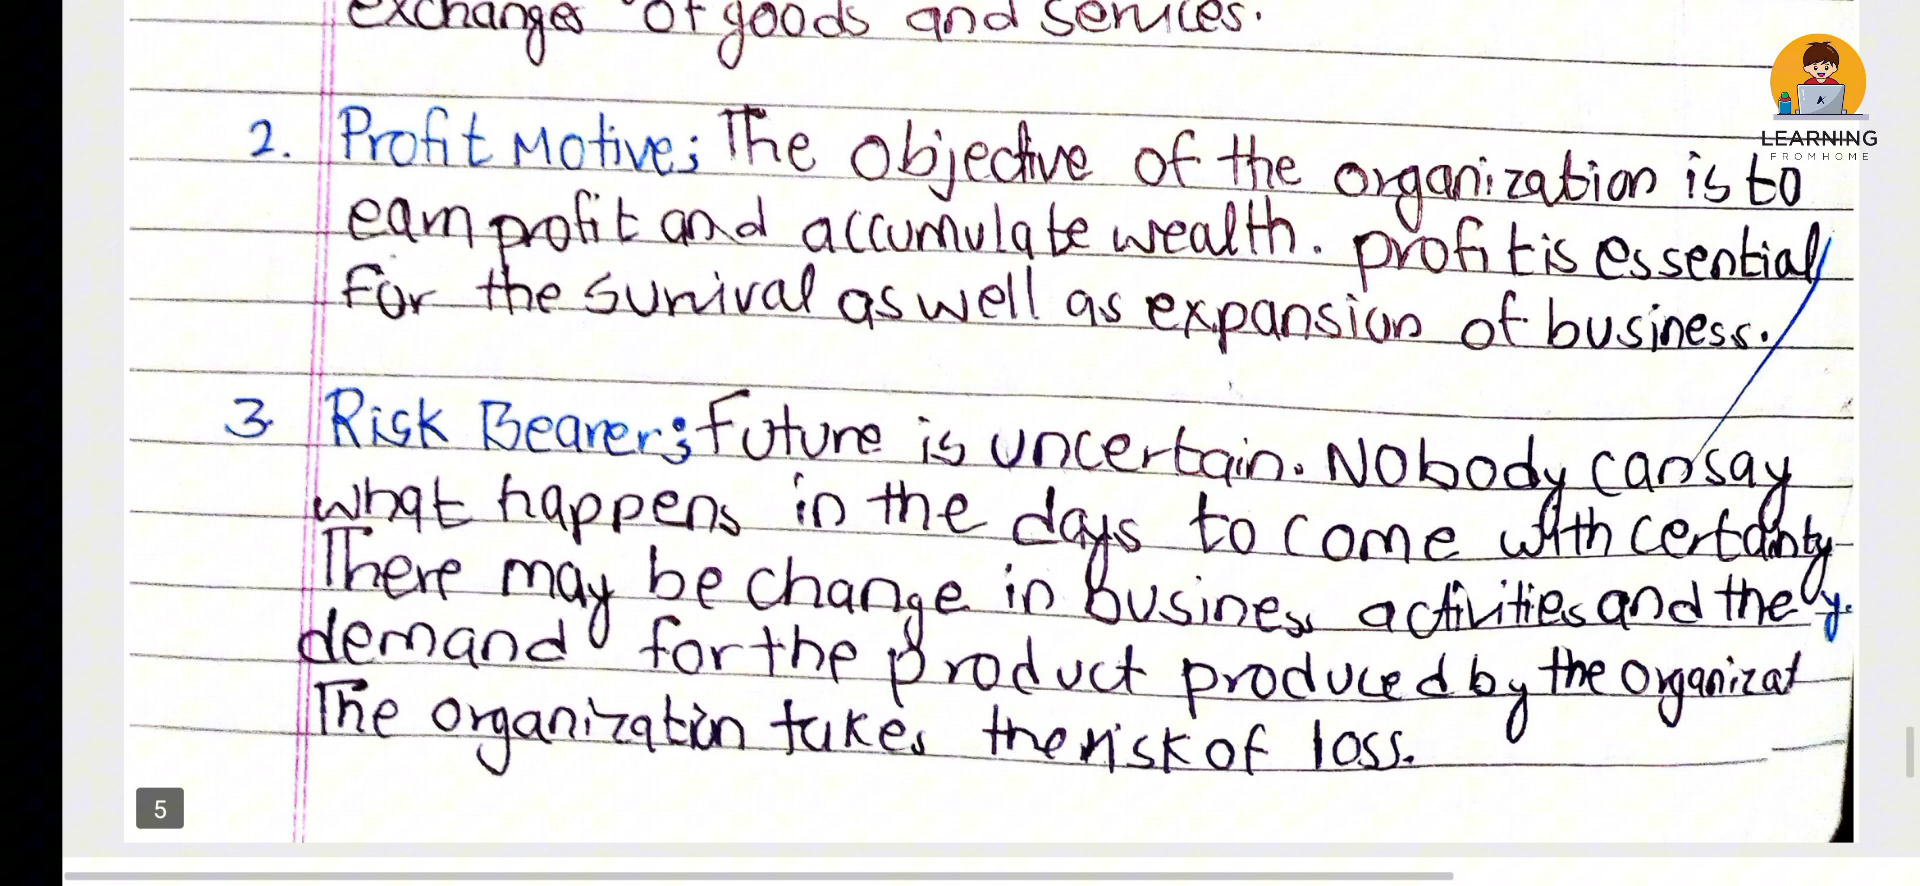 exchanges of goods and services.
LEARNING
FROMHOME
2. Profit Motive; The objective of the organization is to
earn profit and accumulate wealth. profit is essential
for the survival as well as expansion of business.
3 Risk Bearer; Future is uncertain. Nobody can say
what happens in the days to come with certainty
There may be change in business activities and the y.
demand for the product produced by the organizat
The organization takes the risk of loss.
5